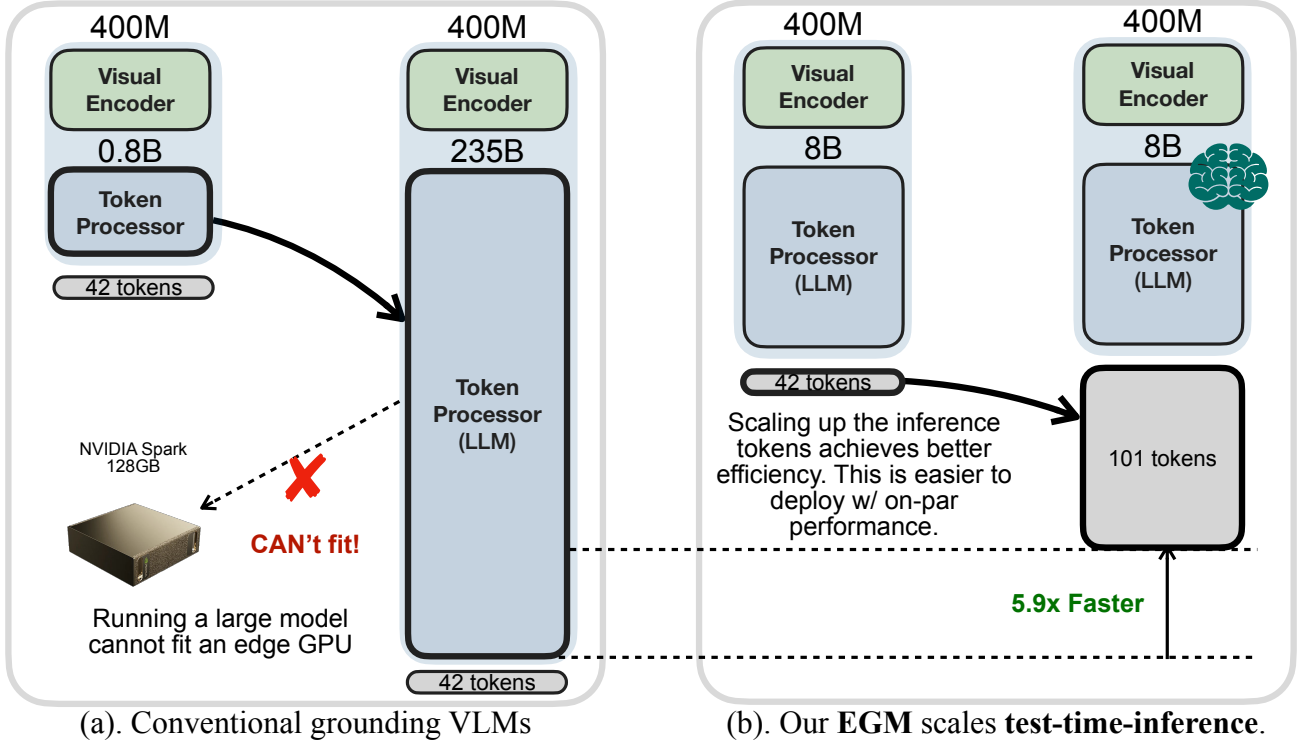 400M
Visual
Encoder
0.8B
Token
Processor
42 tokens
400M
Visual
Encoder
235B
Token
Processor
(LLM)
42 tokens
NVIDIA Spark
128GB
CAN't fit!
Running a large model
cannot fit an edge GPU
(a). Conventional grounding VLMs
400M
Visual
Encoder
8B
Token
Processor
(LLM)
42 tokens
Scaling up the inference
tokens achieves better
efficiency. This is easier to
deploy w/ on-par
performance.
400M
Visual
Encoder
8B
Token
Processor
(LLM)
101 tokens
5.9x Faster
(b). Our EGM scales test-time-inference.